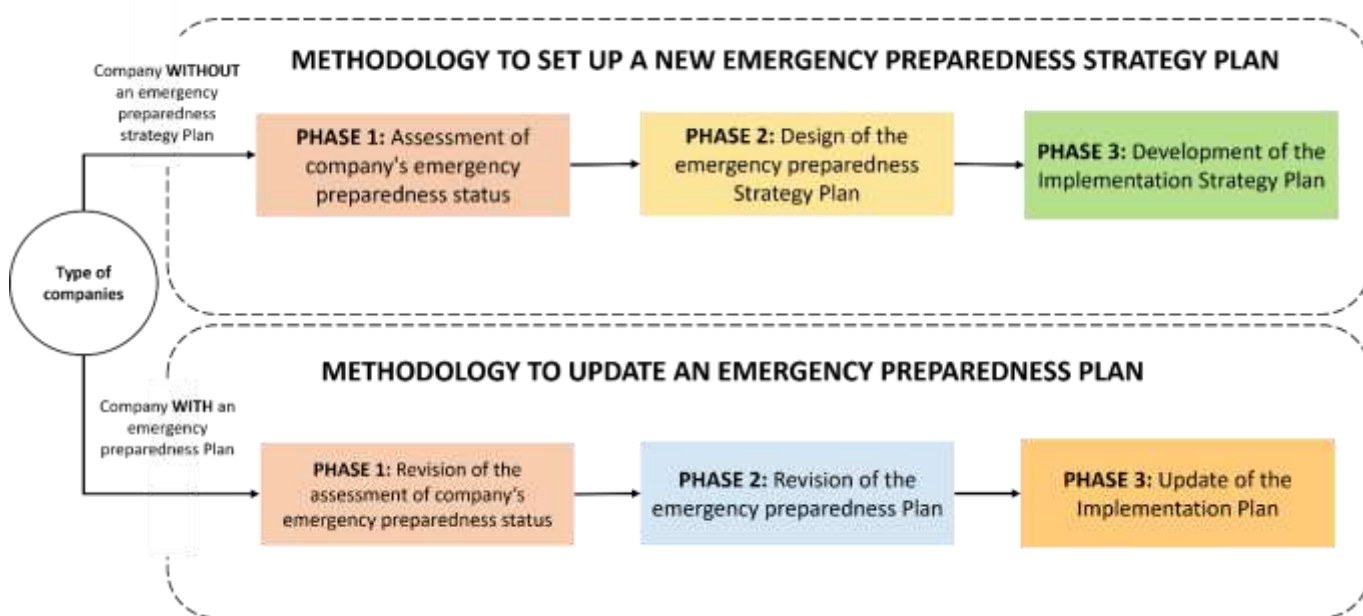 METHODOLOGY TO SET UP A NEW EMERGENCY PREPAREDNESS STRATEGY PLAN
Company WITHOUT
an emergency
preparedness
strategy Plan
PHASE 1: Assessment of
company's emergency
preparedness status
PHASE 2: Design of the
emergency preparedness
Strategy Plan
PHASE 3: Development of the
Implementation Strategy Plan
Type of
companies
METHODOLOGY TO UPDATE AN EMERGENCY PREPAREDNESS PLAN
Company WITH an
emergency
preparedness Plan
PHASE 1: Revision of the
assessment of company's
emergency preparedness status
PHASE 2: Revision of the
emergency preparedness Plan
PHASE 3: Update of the
Implementation Plan